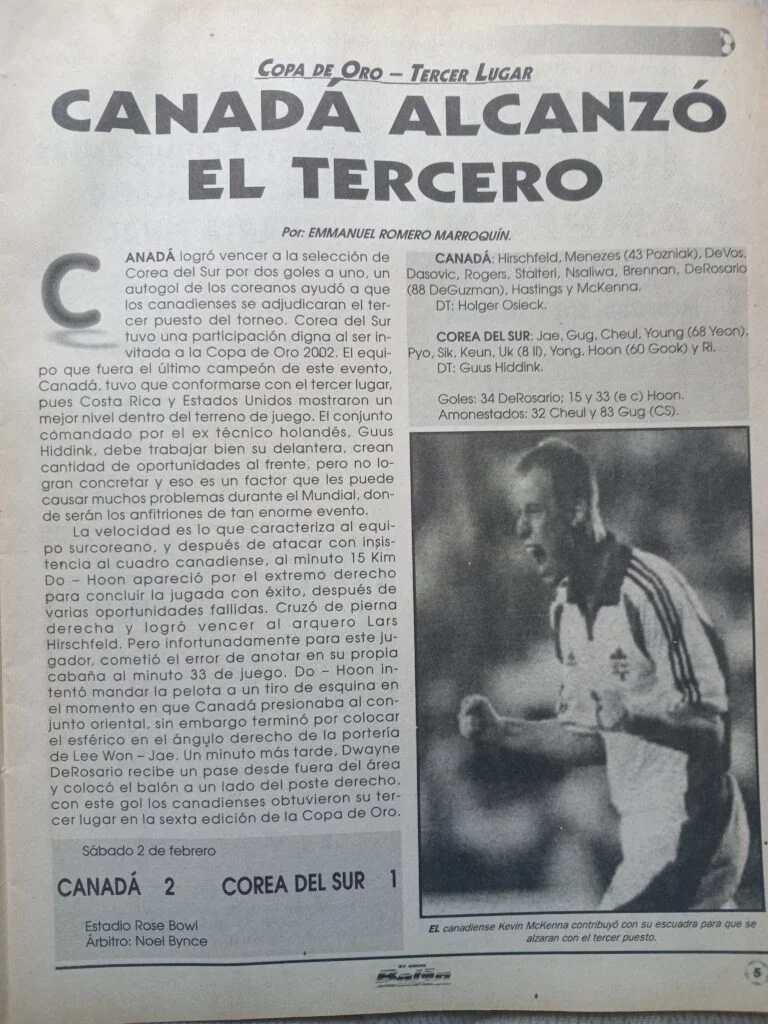 COPA DE ORO – TERCER LUGAR
CANADÁ ALCANZÓ
EL TERCERO
Por: EMMANUEL ROMERO MARROQUÍN.
CANADÁ logró vencer a la selección de
Corea del Sur por dos goles a uno, un
autogol de los coreanos ayudó a que
los canadienses se adjudicaran el ter-
cer puesto del torneo. Corea del Sur
tuvo una participación digna al ser in-
vitada a la Copa de Oro 2002. El equi-
po que fuera el último campeón de este evento,
Canadá, tuvo que conformarse con el tercer lugar,
pues Costa Rica y Estados Unidos mostraron un
mejor nivel dentro del terreno de juego. El conjunto
comandado por el ex técnico holandés, Guus
Hiddink, debe trabajar bien su delantera, crean
cantidad de oportunidades al frente, pero no lo-
gran concretar y eso es un factor que les puede
causar muchos problemas durante el Mundial, don-
de serán los anfitriones de tan enorme evento.
La velocidad es lo que caracteriza al equi-
po surcoreano, y después de atacar con insis-
tencia al cuadro canadiense, al minuto 15 Kim
Do – Hoon apareció por el extremo derecho
para concluir la jugada con éxito, después de
varias oportunidades fallidas. Cruzó de pierna
derecha y logró vencer al arquero Lars
Hirschfeld. Pero infortunadamente para este ju-
gador, cometió el error de anotar en su propia
cabaña al minuto 33 de juego. Do – Hoon in-
tentó mandar la pelota a un tiro de esquina en
el momento en que Canadá presionaba al con-
junto oriental, sin embargo terminó por colocar
el esférico en el ángulo derecho de la portería
de Lee Won – Jae. Un minuto más tarde, Dwayne
DeRosario recibe un pase desde fuera del área
y colocó el balón a un lado del poste derecho,
con este gol los canadienses obtuvieron su ter-
cer lugar en la sexta edición de la Copa de Oro.
Sábado 2 de febrero
CANADÁ 2 COREA DEL SUR 1
Estadio Rose Bowl
Árbitro: Noel Bynce
CANADÁ: Hirschfeld, Menezes (43 Pozniak), DeVos,
Dasovic, Rogers, Stalteri, Nsaliwa, Brennan, DeRosario
(88 DeGuzman), Hastings y McKenna.
DT: Holger Osieck.
COREA DEL SUR: Jae, Gug, Cheul, Young (68 Yeon),
Pyo, Sik, Keun, Uk (8 Il), Yong, Hoon (60 Gook) y Ri.
DT: Guus Hiddink.
Goles: 34 DeRosario; 15 y 33 (e c) Hoon.
Amonestados: 32 Cheul y 83 Gug (CS).
EL canadiense Kevin McKenna contribuyó con su escuadra para que se
alzaran con el tercer puesto.
Balón
5